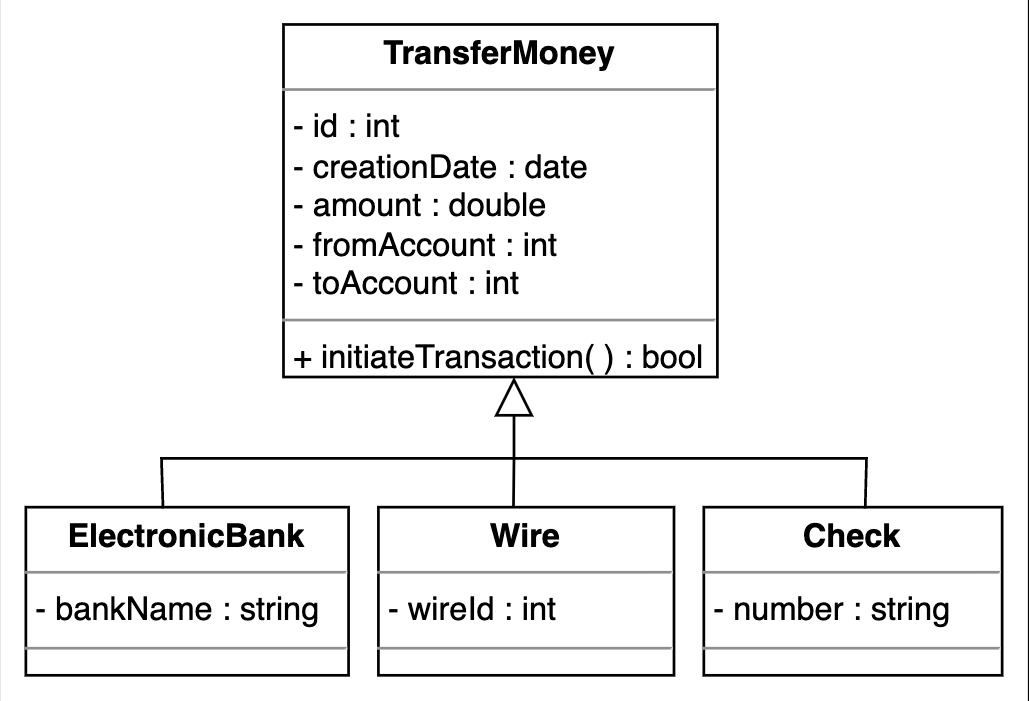 TransferMoney
- id : int
- creationDate : date
- amount : double
- fromAccount : int
- toAccount : int
+ initiateTransaction( ) : bool
ElectronicBank
- bankName : string
Wire
- wireId : int
Check
- number : string